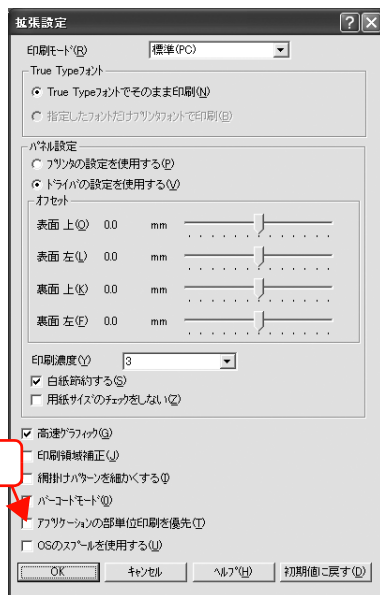 拡張設定
印刷モード(R) 標準(PC)
True Typeフォント
True Typeフォントでそのまま印刷(N)
指定したフォントだけプリンタフォントで印刷(B)
パネル設定
プリンタの設定を使用する(P)
ドライバの設定を使用する(V)
オフセット
表面 上(O) 0.0 mm
表面 左(L) 0.0 mm
裏面 上(K) 0.0 mm
裏面 左(F) 0.0 mm
印刷濃度(Y) 3
白紙節約する(S)
用紙サイズのチェックをしない(Z)
高速グラフィック(G)
印刷領域補正(J)
網掛けパターンを細かくする(I)
バーコードモード(0)
アプリケーションの部単位印刷を優先(T)
OSのスプールを使用する(U)
OK キャンセル ヘルプ(H) 初期値に戻す(D)